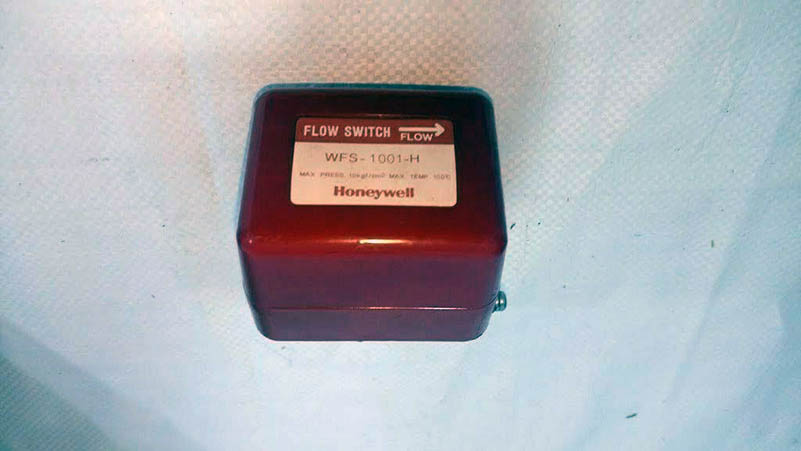 FLOW SWITCH FLOW
WFS-1001-H
MAX. PRESS. 10kgf/cm² MAX. TEMP. 100℃
Honeywell